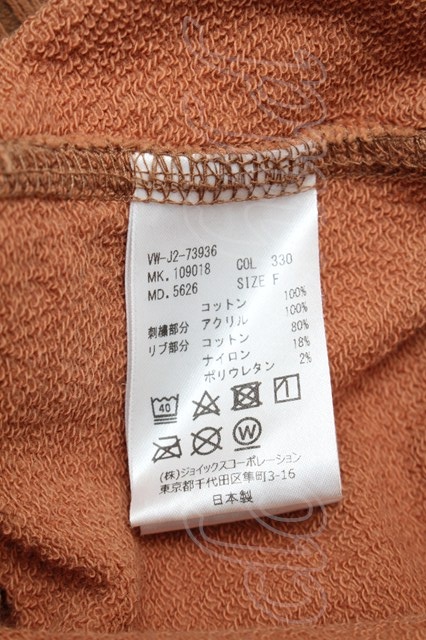 VW-J2-73936
MK. 109018 COL 330
MD. 5626 SIZE F
コットン 100%
刺繍部分 アクリル 100%
リブ部分 コットン 80%
ナイロン 18%
ポリウレタン 2%
40
W
(株)ジョイックスコーポレーション
東京都千代田区隼町3-16
日本製